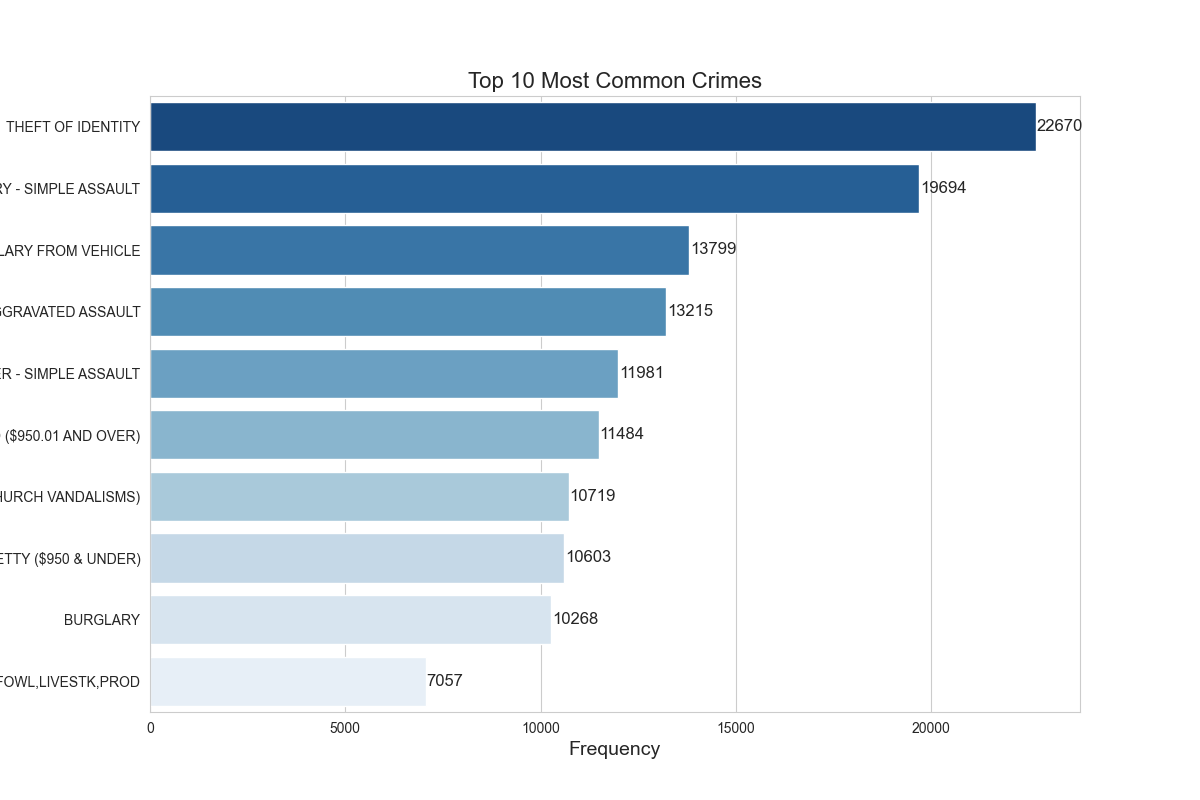 Top 10 Most Common Crimes
THEFT OF IDENTITY 22670
RY - SIMPLE ASSAULT 19694
LARY FROM VEHICLE 13799
GGRAVATED ASSAULT 13215
ER - SIMPLE ASSAULT 11981
($950.01 AND OVER) 11484
HURCH VANDALISMS) 10719
ETTY ($950 & UNDER) 10603
BURGLARY 10268
FOWL,LIVESTK,PROD 7057
0 5000 10000 15000 20000
Frequency